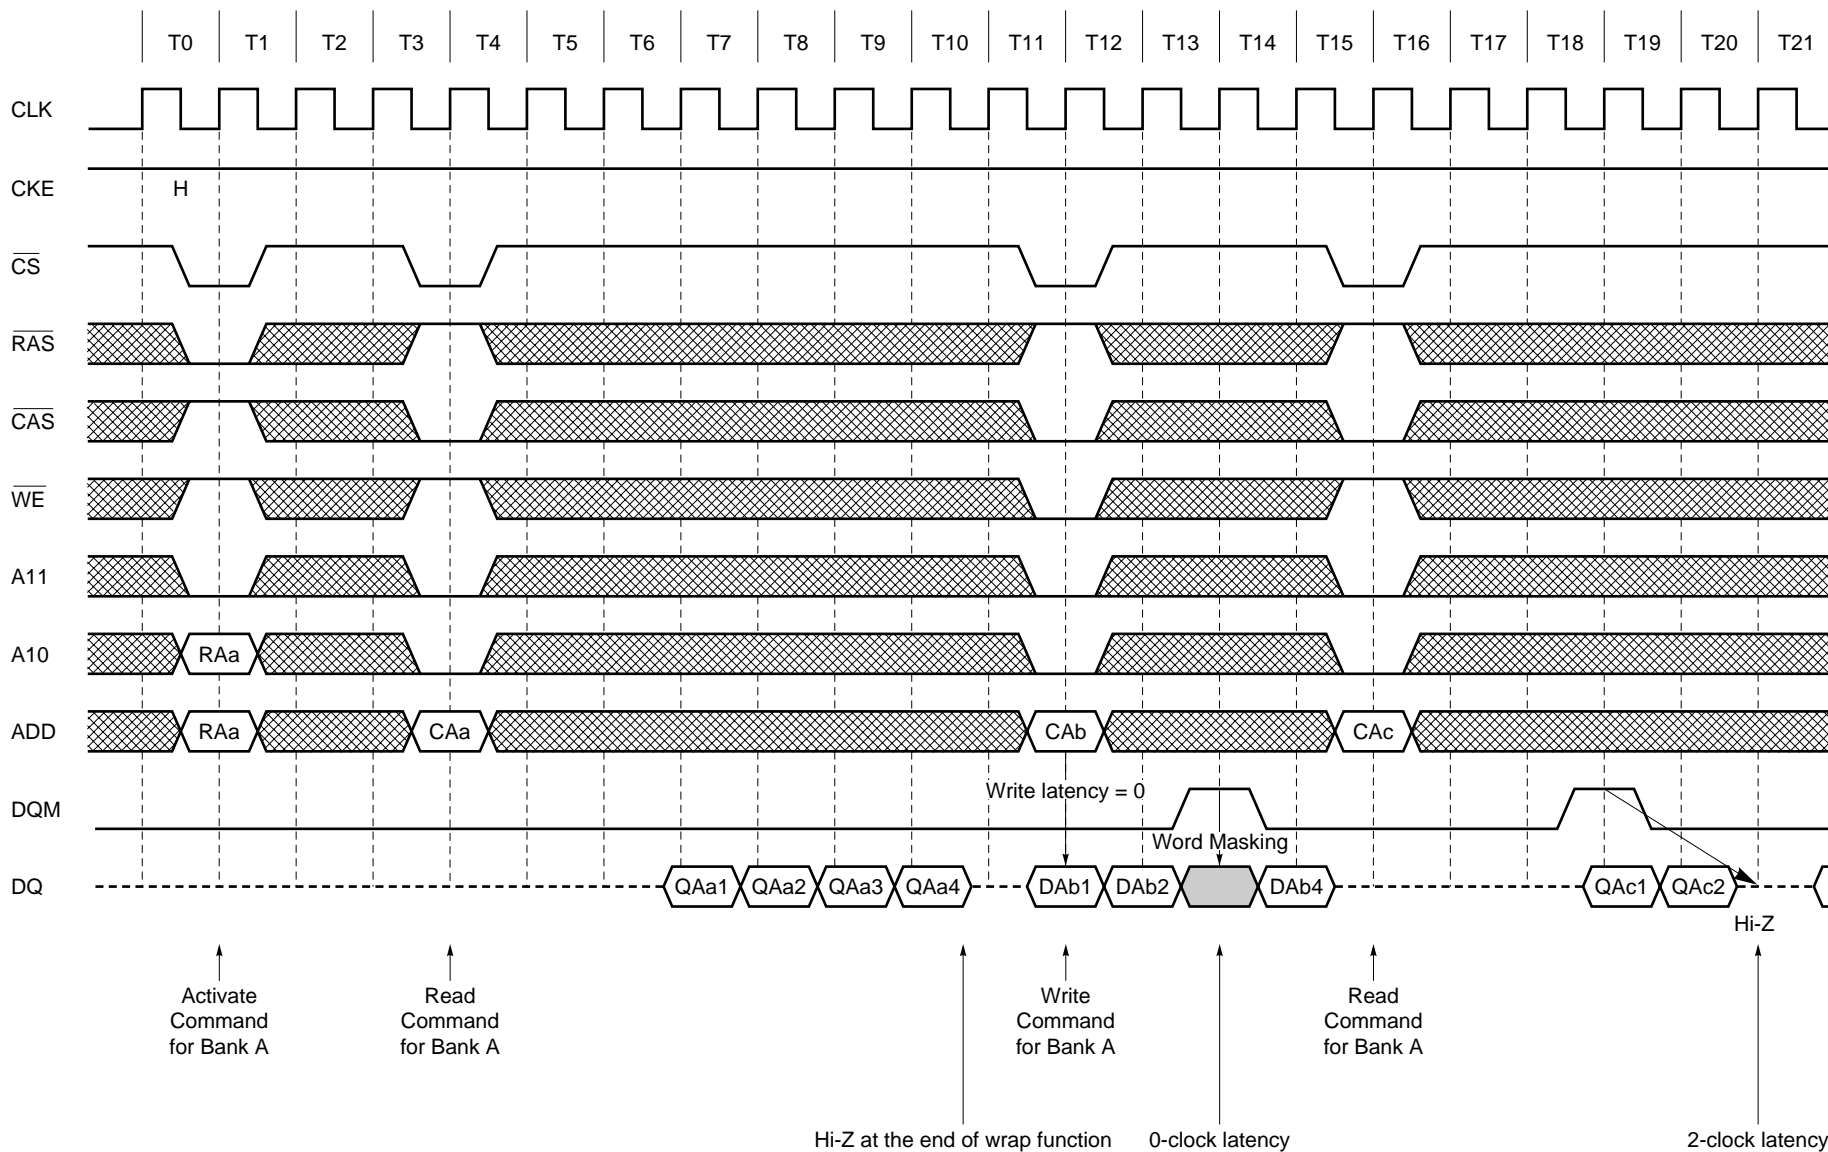 T0 T1 T2 T3 T4 T5 T6 T7 T8 T9 T10 T11 T12 T13 T14 T15 T16 T17 T18 T19 T20 T21
CLK
CKE
H
CS
RAS
CAS
WE
A11
A10
RAa
ADD
RAa CAa CAb CAc
Write latency = 0
DQM
Word Masking
DQ
QAa1 QAa2 QAa3 QAa4 DAb1 DAb2 DAb4 QAc1 QAc2
Hi-Z
Activate
Command
for Bank A
Read
Command
for Bank A
Write
Command
for Bank A
Read
Command
for Bank A
Hi-Z at the end of wrap function
0-clock latency
2-clock latency